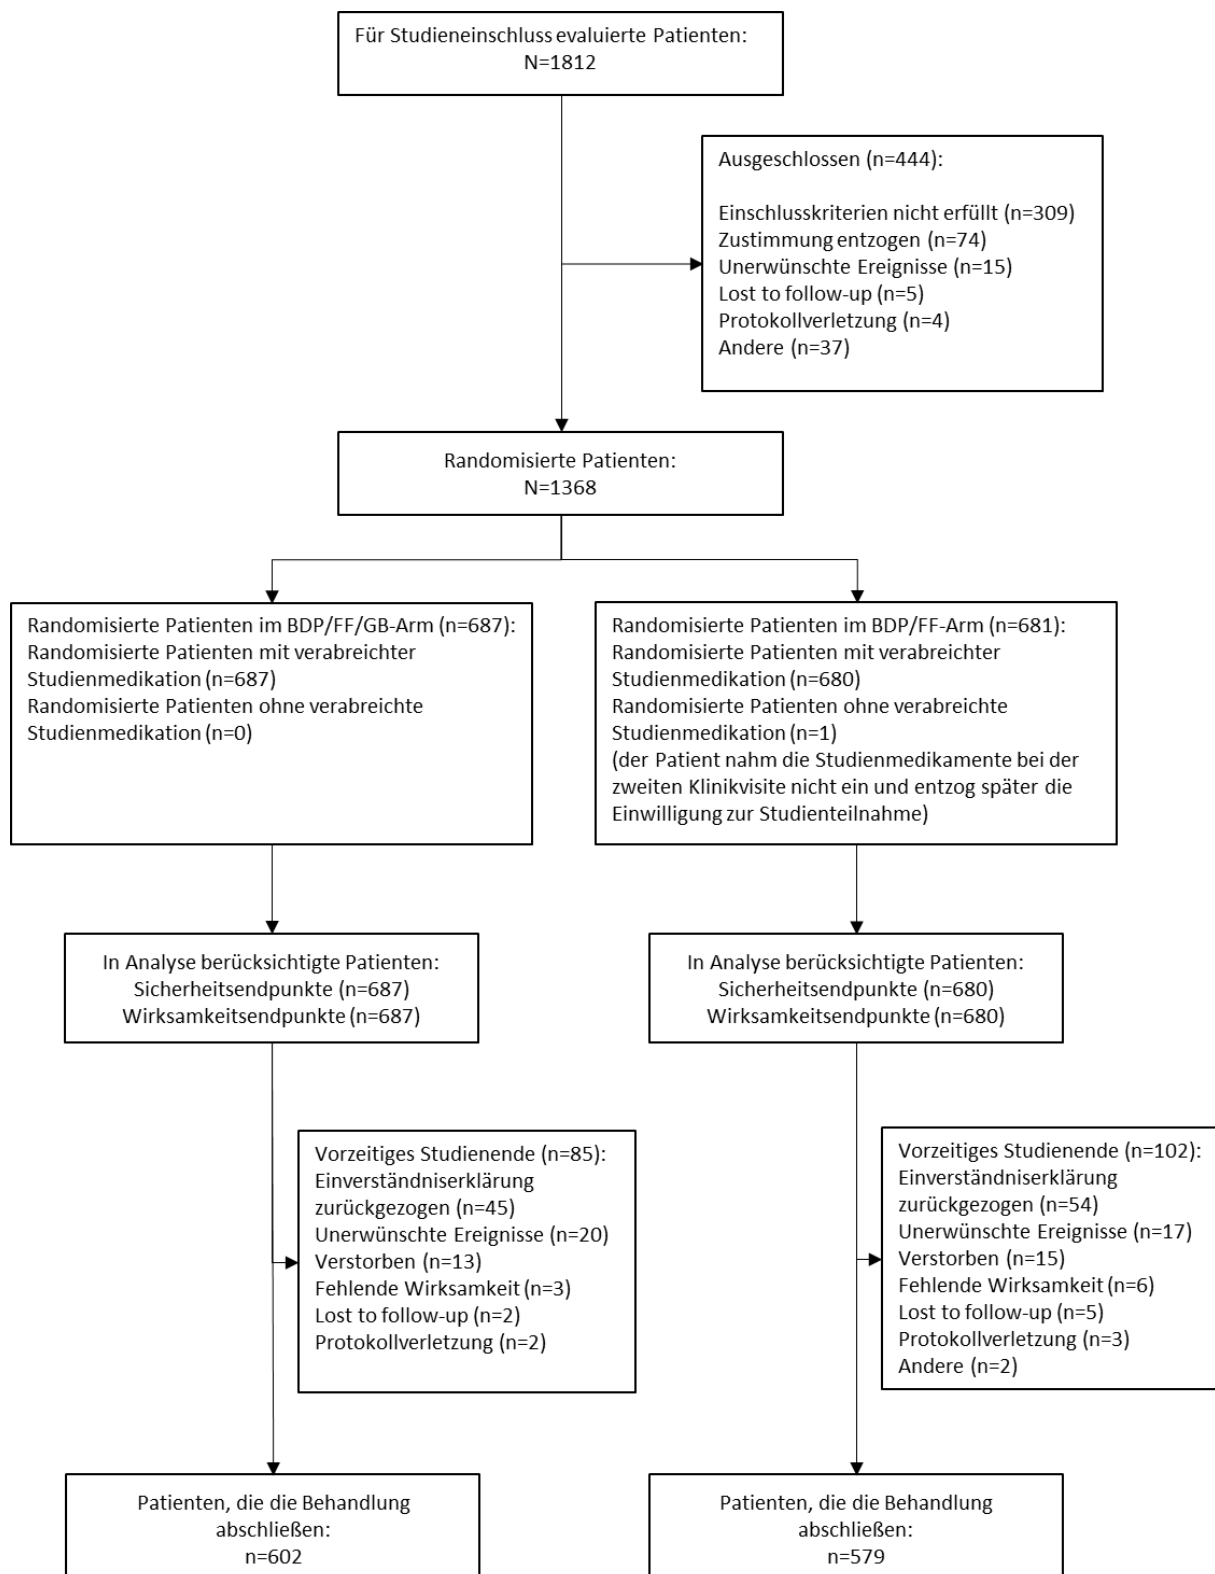 Für Studieneinschluss evaluierte Patienten:
N=1812
Ausgeschlossen (n=444):
Einschlusskriterien nicht erfüllt (n=309)
Zustimmung entzogen (n=74)
Unerwünschte Ereignisse (n=15)
Lost to follow-up (n=5)
Protokollverletzung (n=4)
Andere (n=37)
Randomisierte Patienten:
N=1368
Randomisierte Patienten im BDP/FF/GB-Arm (n=687):
Randomisierte Patienten mit verabreichter
Studienmedikation (n=687)
Randomisierte Patienten ohne verabreichte
Studienmedikation (n=0)
Randomisierte Patienten im BDP/FF-Arm (n=681):
Randomisierte Patienten mit verabreichter
Studienmedikation (n=680)
Randomisierte Patienten ohne verabreichte
Studienmedikation (n=1)
(der Patient nahm die Studienmedikamente bei der
zweiten Klinikvisite nicht ein und entzog später die
Einwilligung zur Studienteilnahme)
In Analyse berücksichtigte Patienten:
Sicherheitsendpunkte (n=687)
Wirksamkeitsendpunkte (n=687)
In Analyse berücksichtigte Patienten:
Sicherheitsendpunkte (n=680)
Wirksamkeitsendpunkte (n=680)
Vorzeitiges Studienende (n=85):
Einverständniserklärung
zurückgezogen (n=45)
Unerwünschte Ereignisse (n=20)
Verstorben (n=13)
Fehlende Wirksamkeit (n=3)
Lost to follow-up (n=2)
Protokollverletzung (n=2)
Vorzeitiges Studienende (n=102):
Einverständniserklärung
zurückgezogen (n=54)
Unerwünschte Ereignisse (n=17)
Verstorben (n=15)
Fehlende Wirksamkeit (n=6)
Lost to follow-up (n=5)
Protokollverletzung (n=3)
Andere (n=2)
Patienten, die die Behandlung
abschließen:
n=602
Patienten, die die Behandlung
abschließen:
n=579